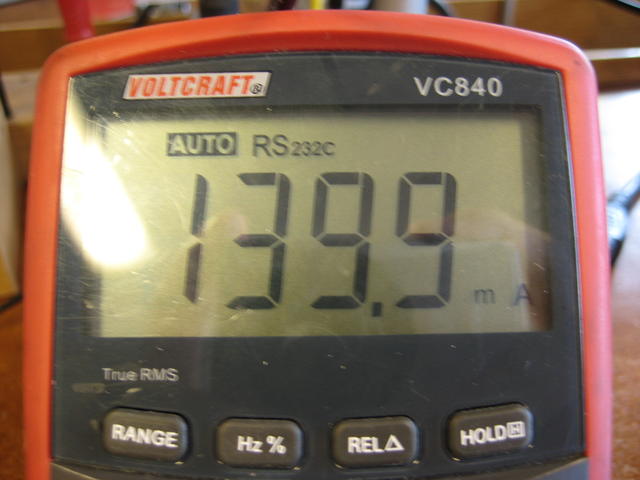 VOLTCRAFT® VC840
AUTO RS232C
139.9 mA
True RMS
RANGE Hz % REL△ HOLD H